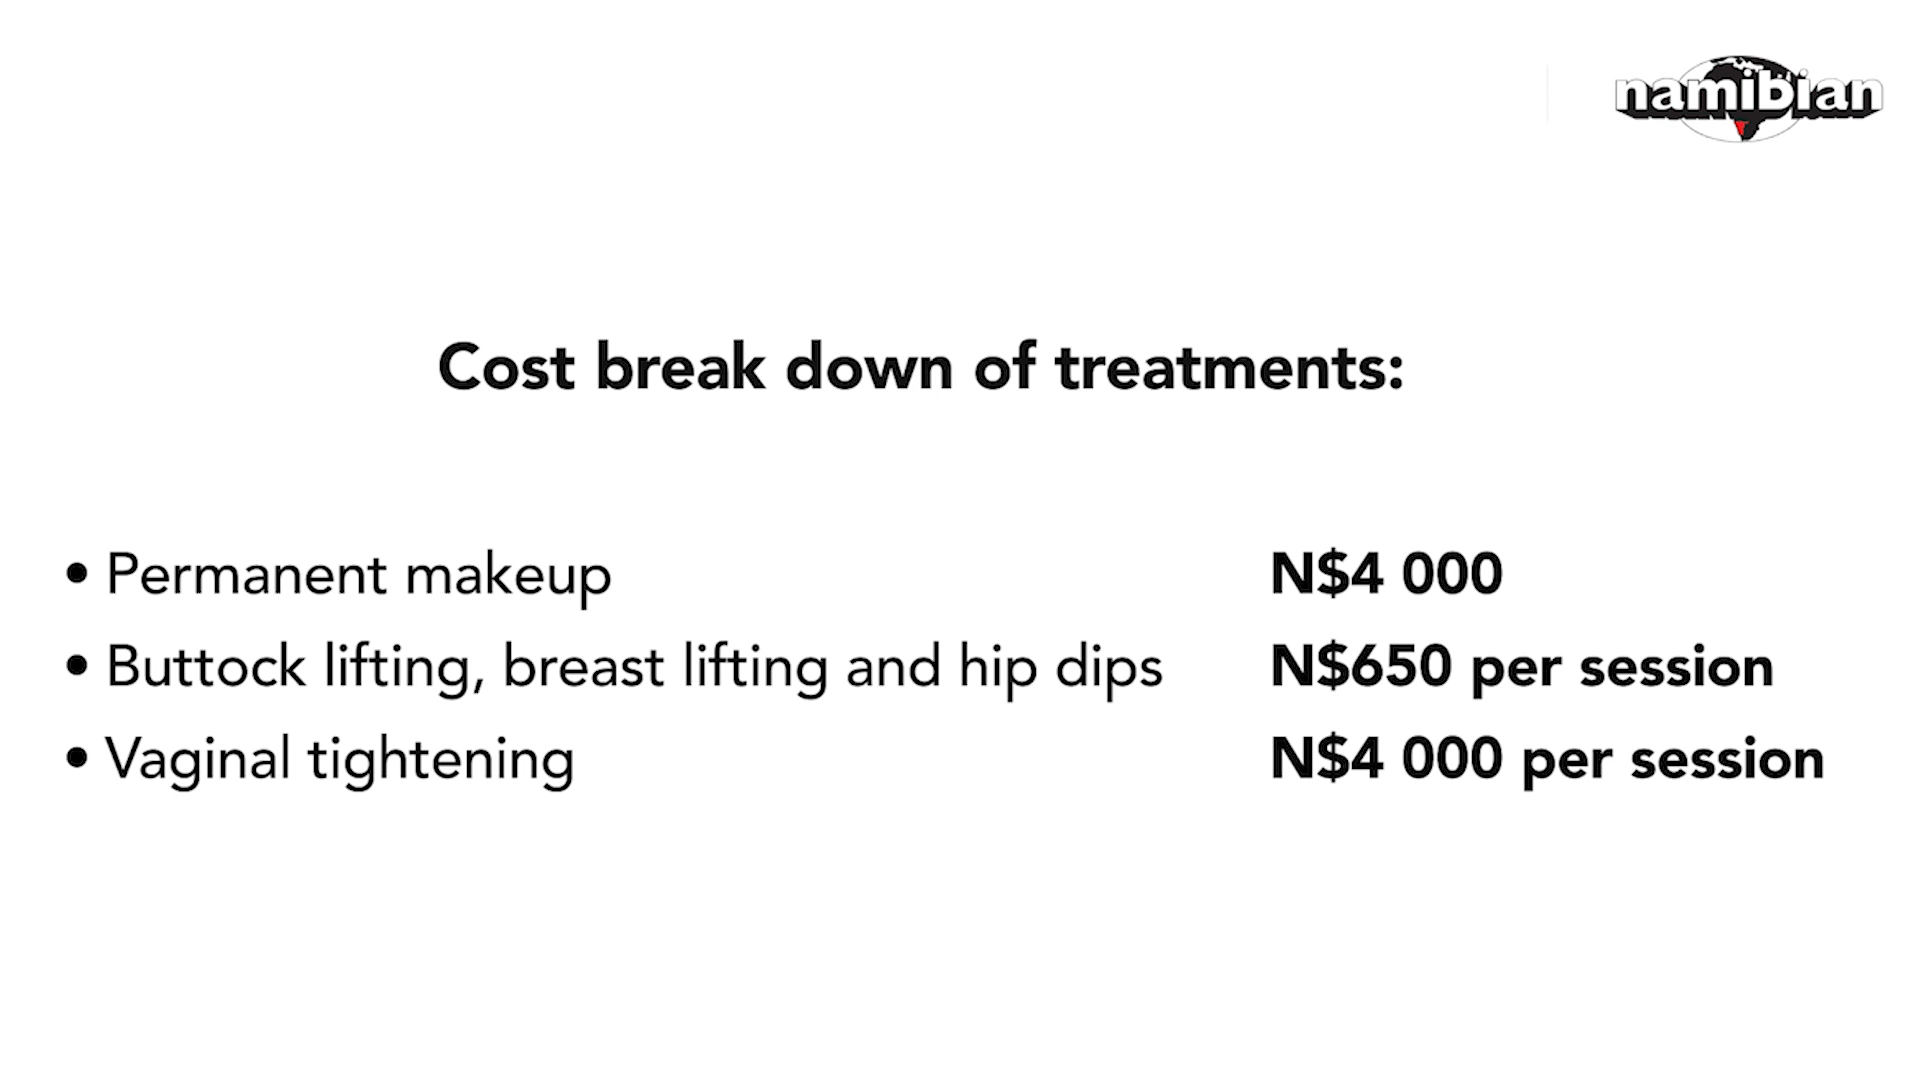 namibian
Cost break down of treatments:
• Permanent makeup N$4 000
• Buttock lifting, breast lifting and hip dips N$650 per session
• Vaginal tightening N$4 000 per session